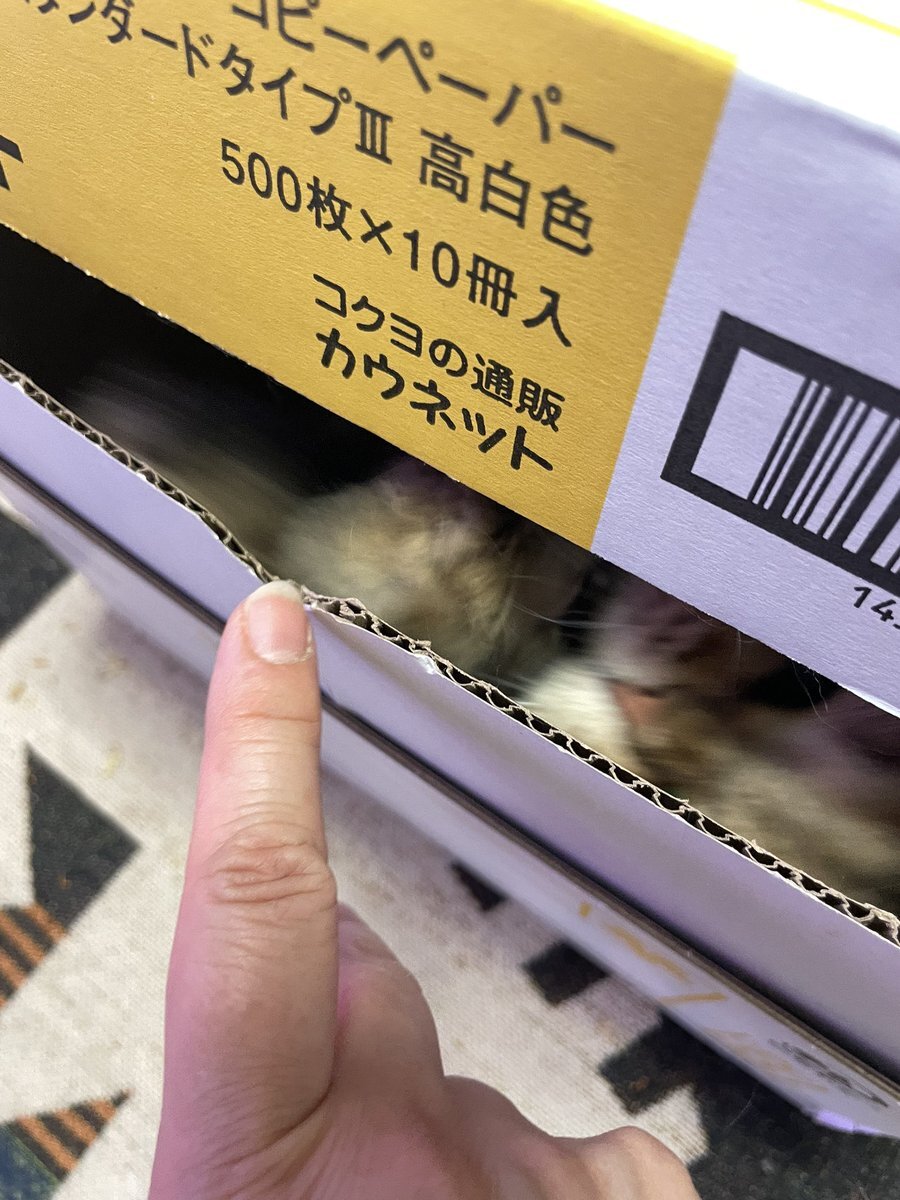 コピーペーパー
タンダードタイプⅢ 高白色
500枚×10冊入
コクヨの通販
カウネット
14-